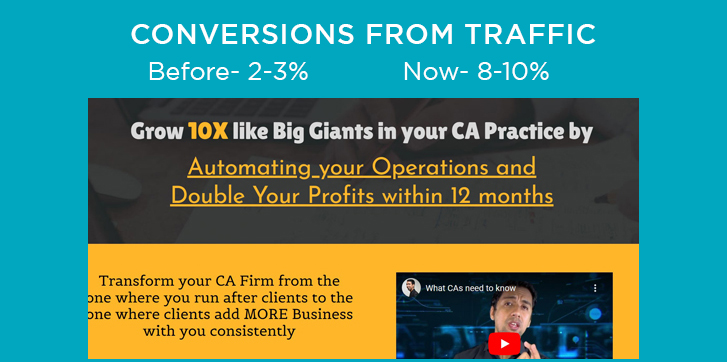 CONVERSIONS FROM TRAFFIC
Before- 2-3% Now- 8-10%
Grow 10X like Big Giants in your CA Practice by
Automating your Operations and
Double Your Profits within 12 months
Transform your CA Firm from the
one where you run after clients to the
one where clients add MORE Business
with you consistently
What CAs need to know